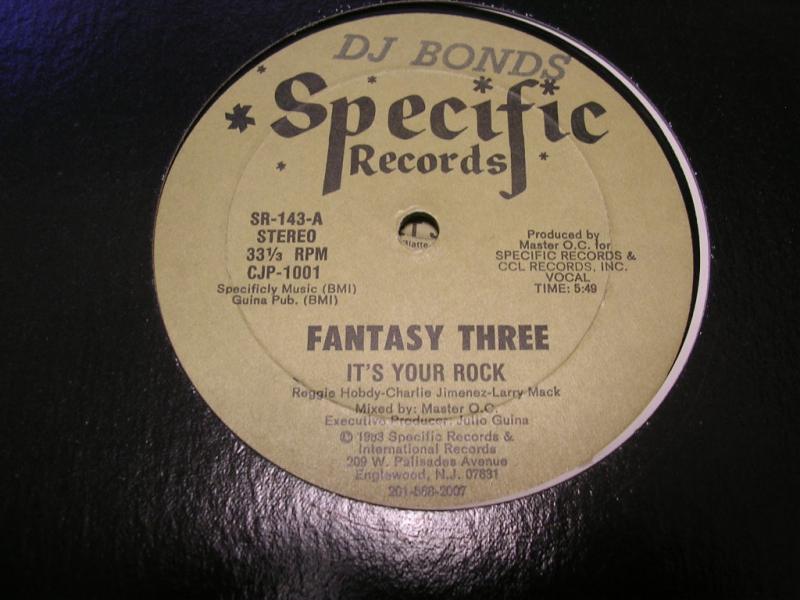 DJ BONDS
Specific
Records
SR-143-A
STEREO
33⅓ RPM
CJP-1001
Specificly Music (BMI)
Guina Pub. (BMI)
Produced by
Master O.C. for
SPECIFIC RECORDS &
CCL RECORDS, INC.
VOCAL
TIME: 5:49
FANTASY THREE
IT'S YOUR ROCK
Reggie Hobdy-Charlie Jimenez-Larry Mack
Mixed by: Master O.C.
Executive Producer: Julio Guina
© 1983 Specific Records &
International Records
209 W. Palisades Avenue
Englewood, N.J. 07631
201-568-2007